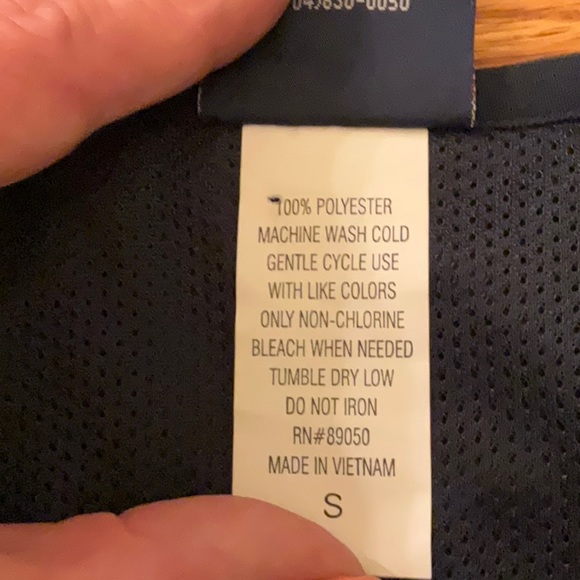 100% POLYESTER
MACHINE WASH COLD
GENTLE CYCLE USE
WITH LIKE COLORS
ONLY NON-CHLORINE
BLEACH WHEN NEEDED
TUMBLE DRY LOW
DO NOT IRON
RN#89050
MADE IN VIETNAM
S